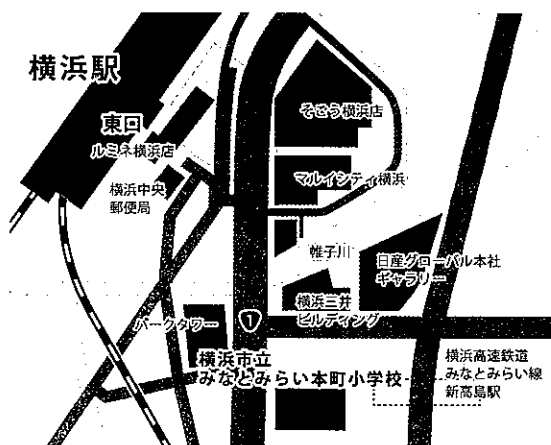 横浜駅
東口
ルミネ横浜店
横浜中央
郵便局
そごう横浜店
マルイシティ横浜
帷子川
日産グローバル本社
ギャラリー
横浜三井
ビルディング
パークタワー
1
横浜市立
みなとみらい本町小学校
横浜高速鉄道
みなとみらい線
新高島駅